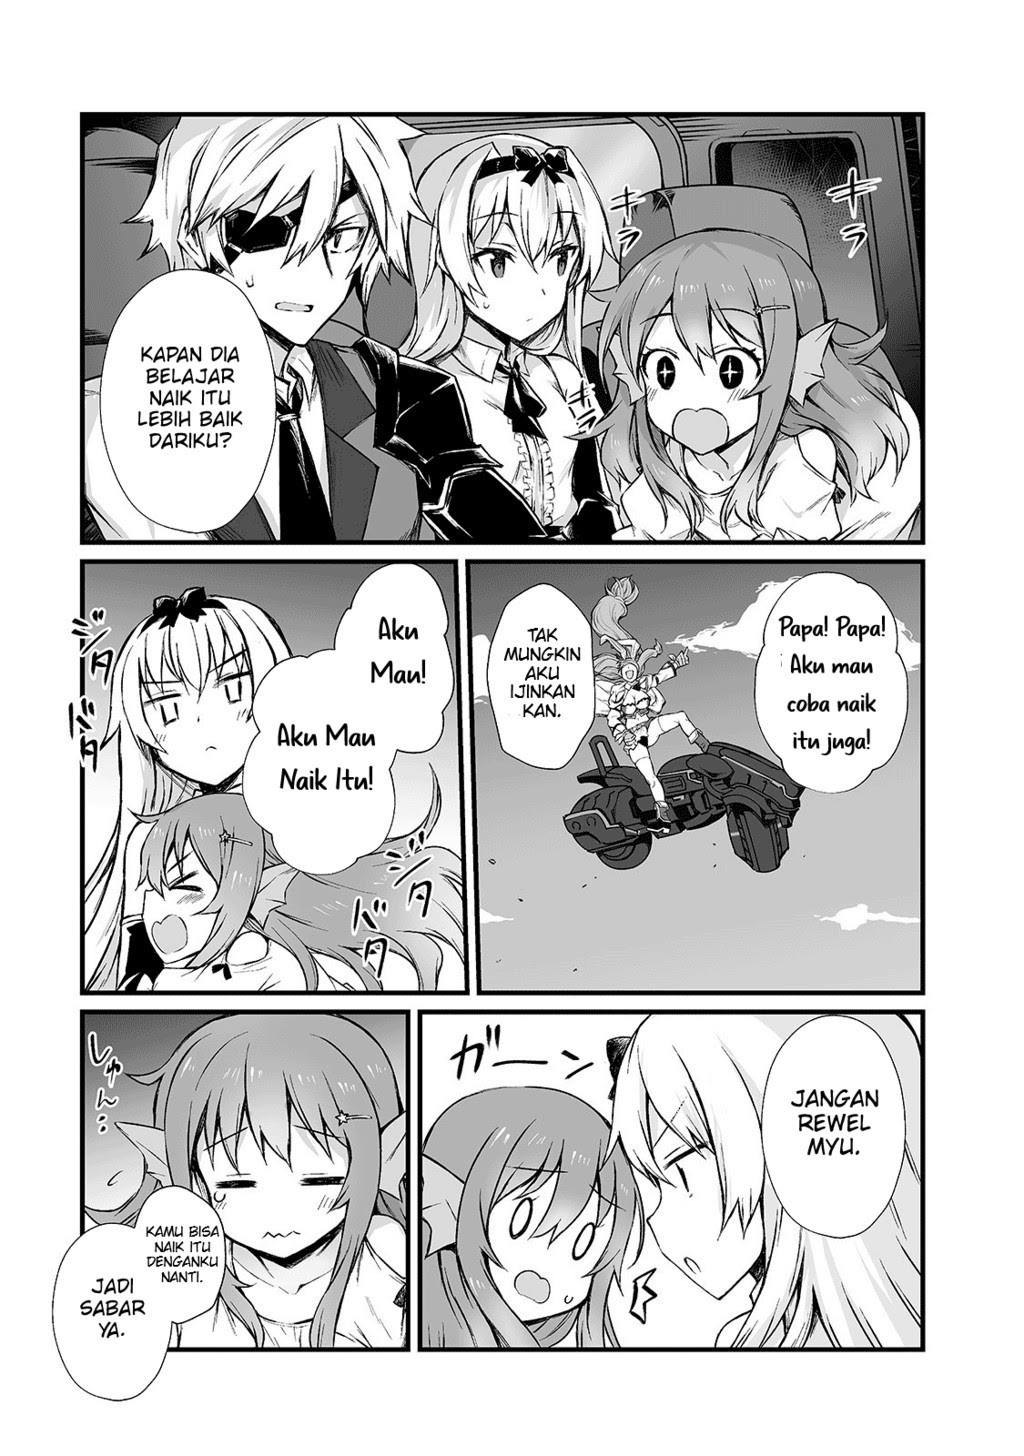 キラ
キラ
KAPAN DIA
BELAJAR
NAIK ITU
LEBIH BAIK
DARIKU?
Papa! Papa!
Aku mau
coba naik
itu juga!
TAK
MUNGKIN
AKU
IJINKAN
KAN.
Aku
Mau!
Aku Mau
Naik Itu!
ジタ
バタ
ジタ
バタ
JANGAN
REWEL
MYU.
ガーン
しゅん…
KAMU BISA
NAIK ITU
DENGANKU
NANTI.
JADI
SABAR
YA.